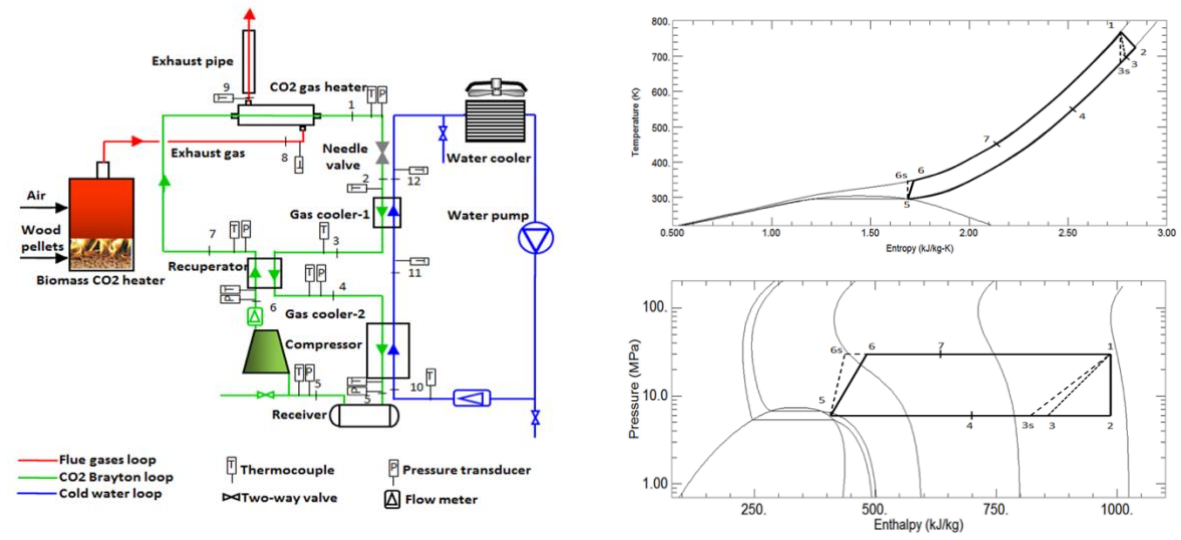 Exhaust pipe
9
T
CO2 gas heater
T P
1
Exhaust gas
8
T
Needle
valve
2
T
T
12
Water cooler
Air
Wood
pellets
Biomass CO2 heater
Gas cooler-1
Water pump
7
T P
T
3
T
11
Recuperator
T P
4
T
P
6
Gas cooler-2
Compressor
T P
5
T
P
5
10
T
Receiver
Flue gases loop
CO2 Brayton loop
Cold water loop
T Thermocouple
Two-way valve
P Pressure transducer
Flow meter
800.
700.
600.
500.
400.
300.
Temperature (K)
1
2
3
3s
4
7
6s
6
5
0.500
1.00
1.50
2.00
2.50
3.00
Entropy (kJ/kg-K)
100.
10.0
1.00
Pressure (MPa)
6s
6
7
1
5
4
3s
3
2
250.
500.
750.
1000.
Enthalpy (kJ/kg)